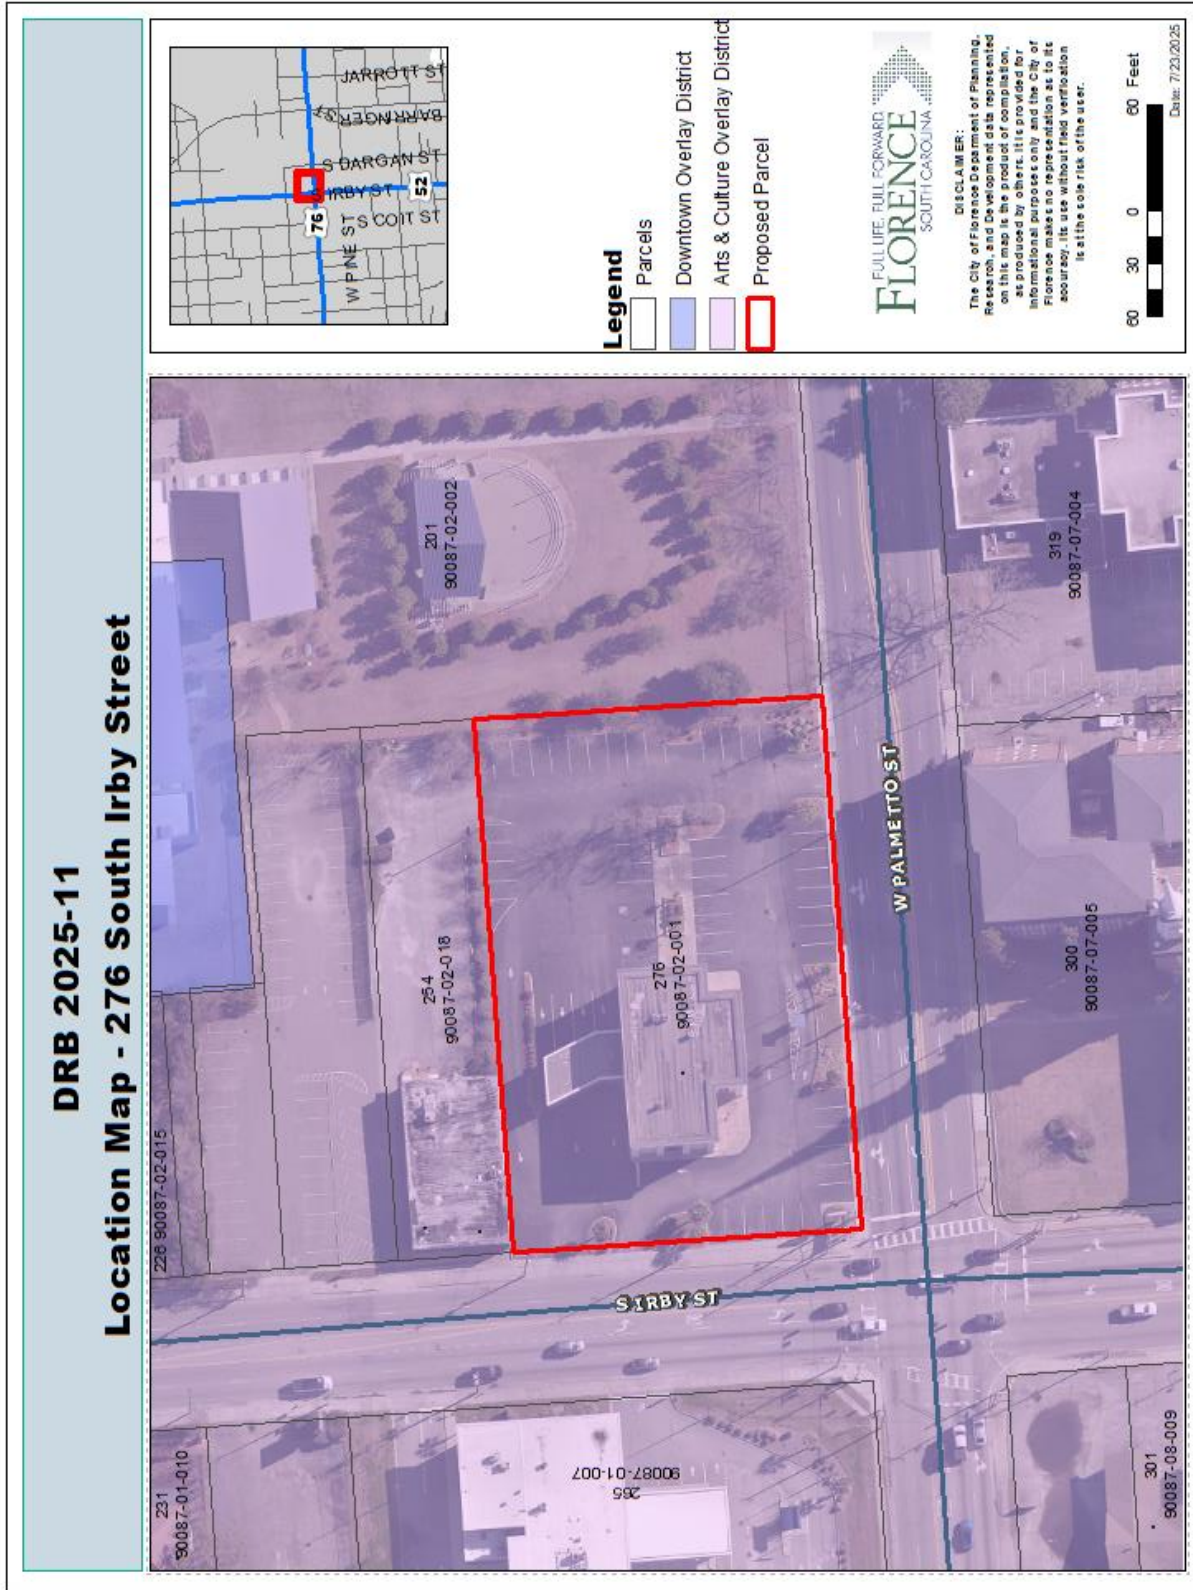 DRB 2025-11
Location Map - 276 South Irby Street
226 90087-02-015
254
90087-02-018
201
90087-02-002
276
90087-02-001
231
90087-01-010
265
90087-01-007
S IRBY ST
W PALMETTO ST
319
90087-07-004
300
90087-07-005
301
90087-08-009
JARROTT ST
BARRINGER ST
S DARGAN ST
S IRBY ST
52
76
S COIT ST
W PINE ST
Legend
Parcels
Downtown Overlay District
Arts & Culture Overlay District
Proposed Parcel
FULL LIFE. FULL FORWARD.
FLORENCE
SOUTH CAROLINA
DISCLAIMER:
The City of Florence Deparment of Planning,
Research, and Development data represented
on this map is the product of compilation,
as produced by others. It is provided for
informational purposes only and the City of
Florence makes no representation as to its
accuracy. Its use without field verification
is at the sole risk of the user.
60 30 0 60 Feet
Date: 7/23/2025